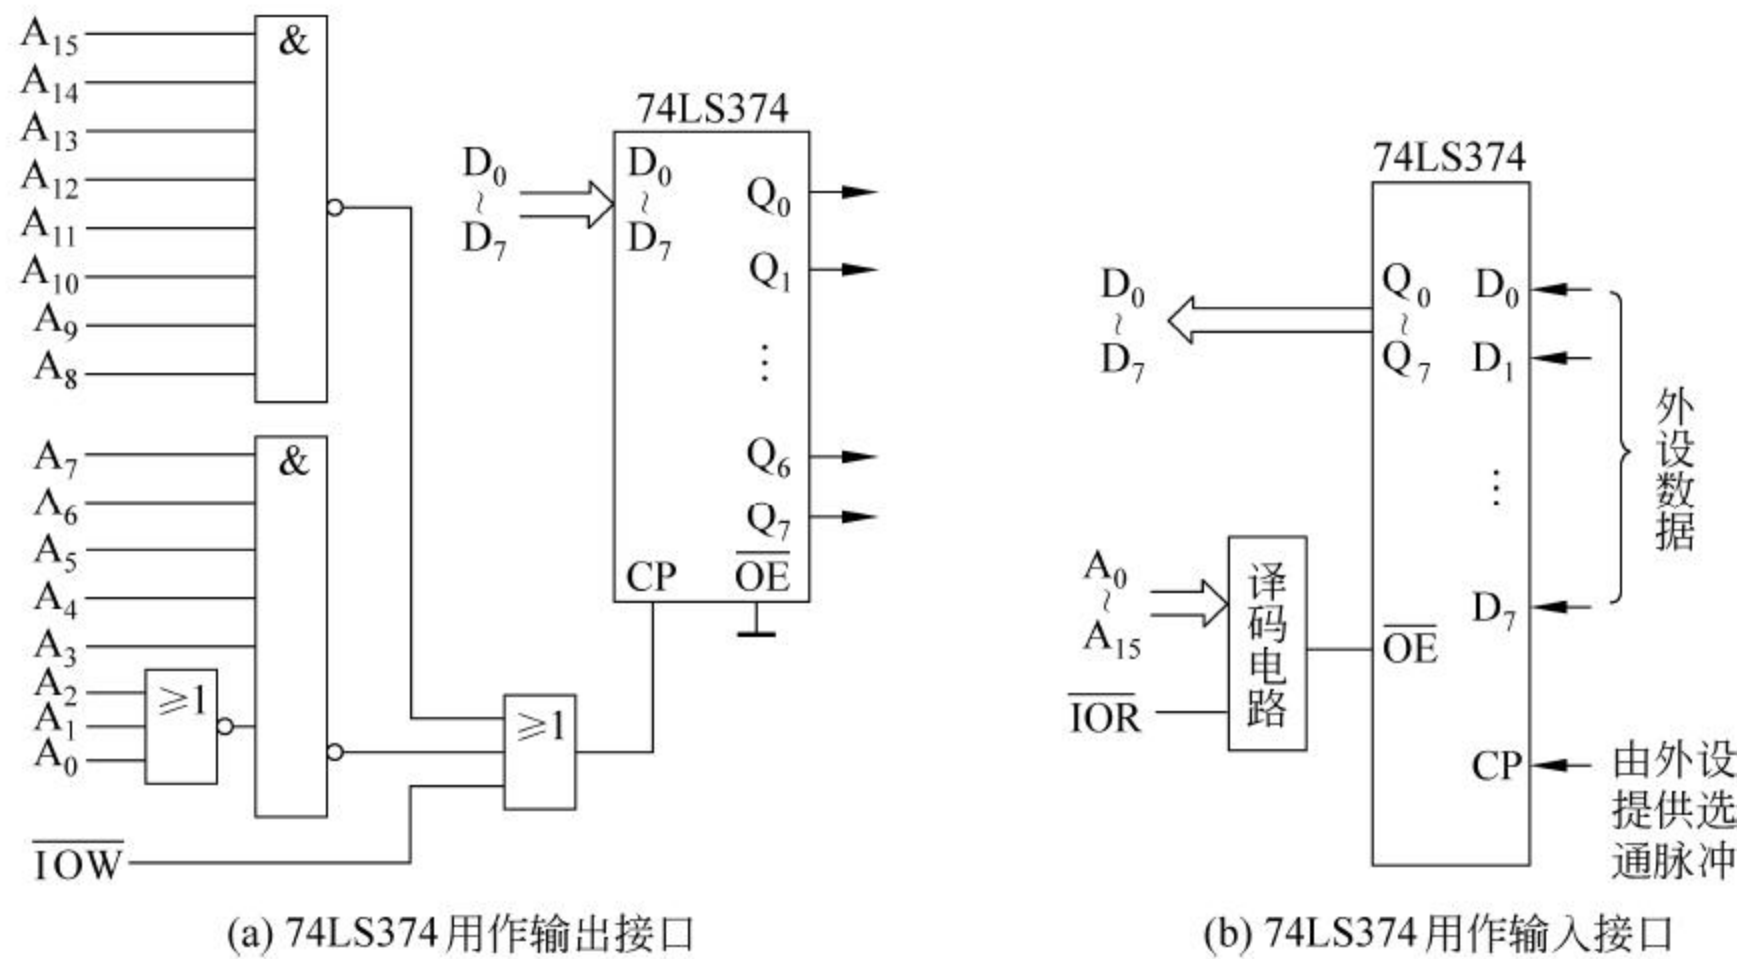 A15
A14
A13
A12
A11
A10
A9
A8
&
A7
A6
A5
A4
A3
A2
A1
A0
≥1
&
IOW
≥1
74LS374
D0
~
D7
D0
~
D7
Q0
Q1
⋮
Q6
Q7
CP
OE
(a) 74LS374用作输出接口
74LS374
D0
~
D7
Q0
~
Q7
D0
D1
⋮
D7
外设数据
A0
~
A15
IOR
译码电路
OE
CP
由外设
提供选
通脉冲
(b) 74LS374用作输入接口